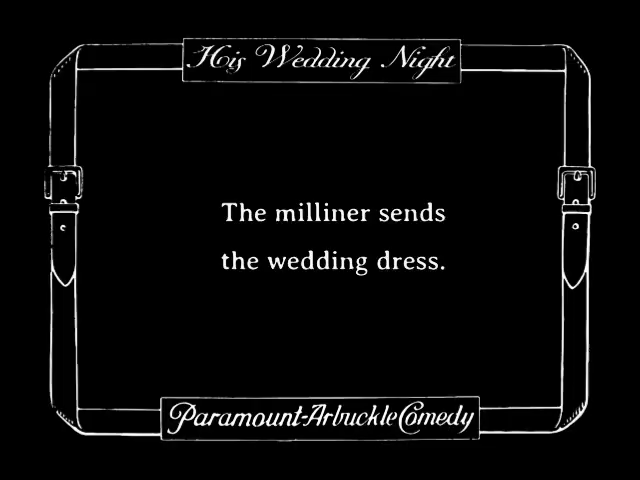 His Wedding Night
The milliner sends
the wedding dress.
Paramount-Arbuckle Comedy